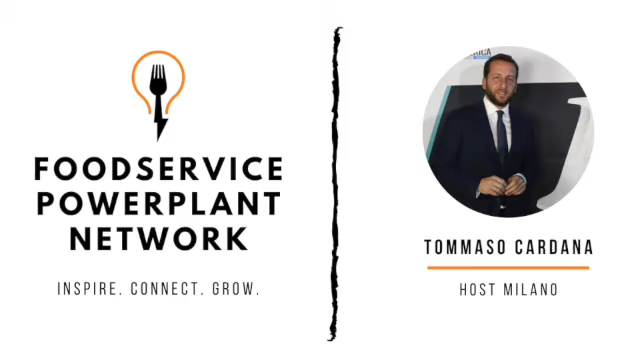 FOODSERVICE
POWERPLANT
NETWORK
INSPIRE. CONNECT. GROW.
TOMMASO CARDANA
HOST MILANO